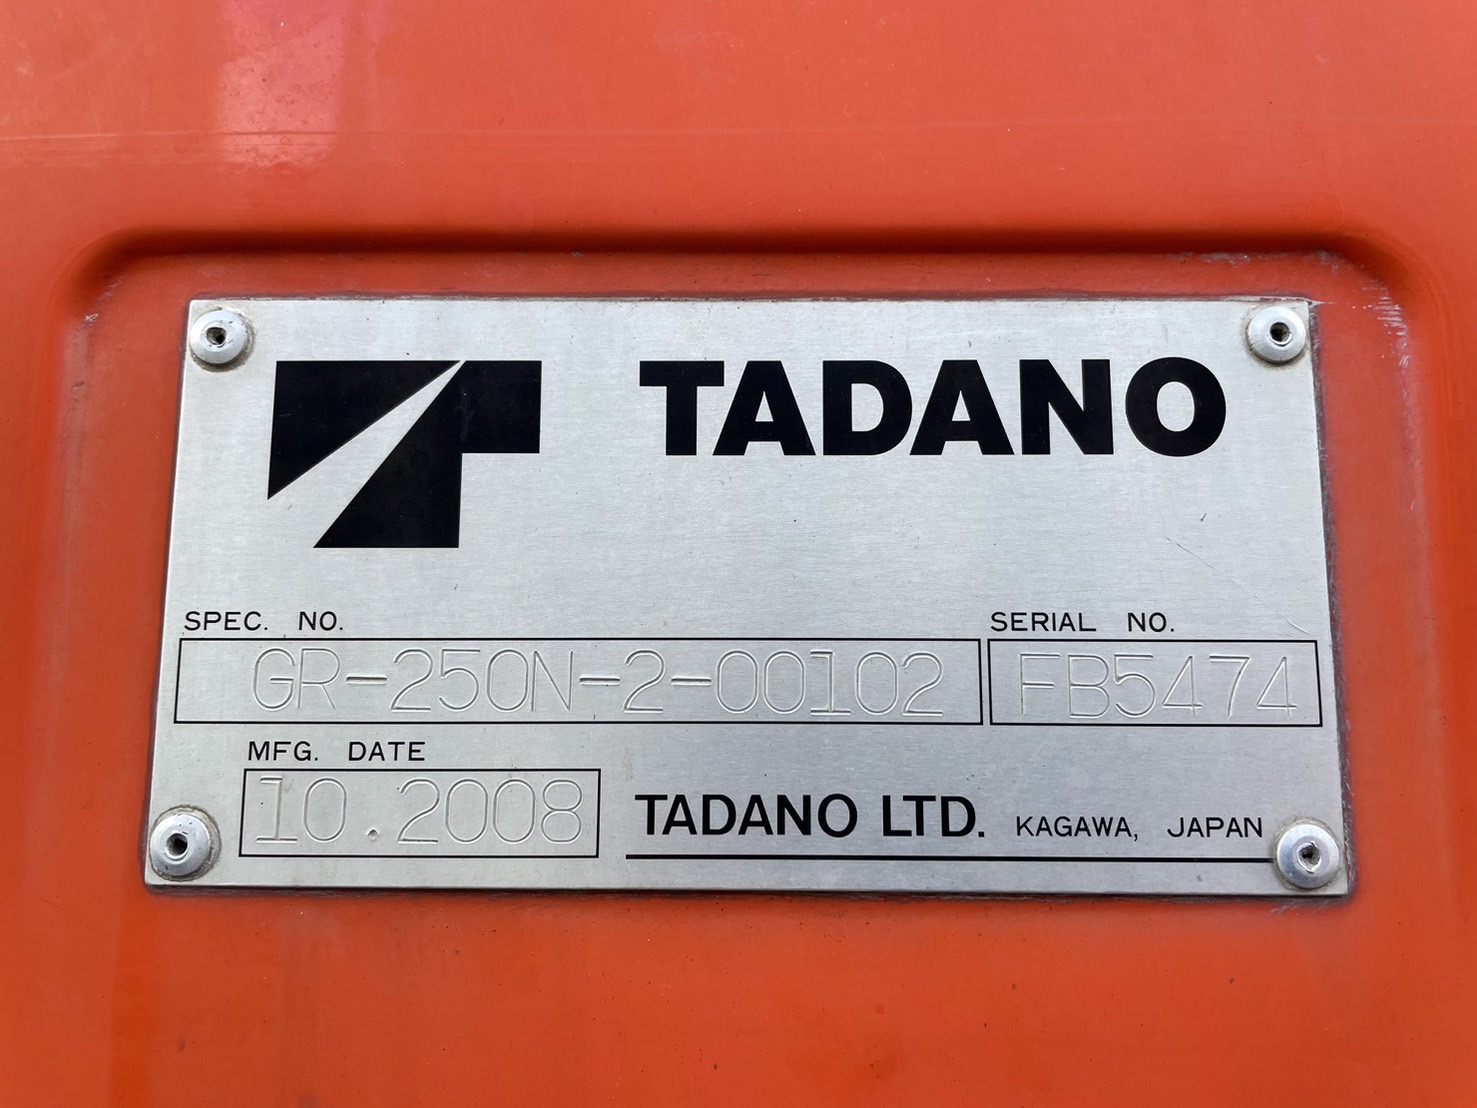 TADANO
SPEC. NO.
GR-250N-2-00102
SERIAL NO.
FB5474
MFG. DATE
10.2008
TADANO LTD. KAGAWA, JAPAN